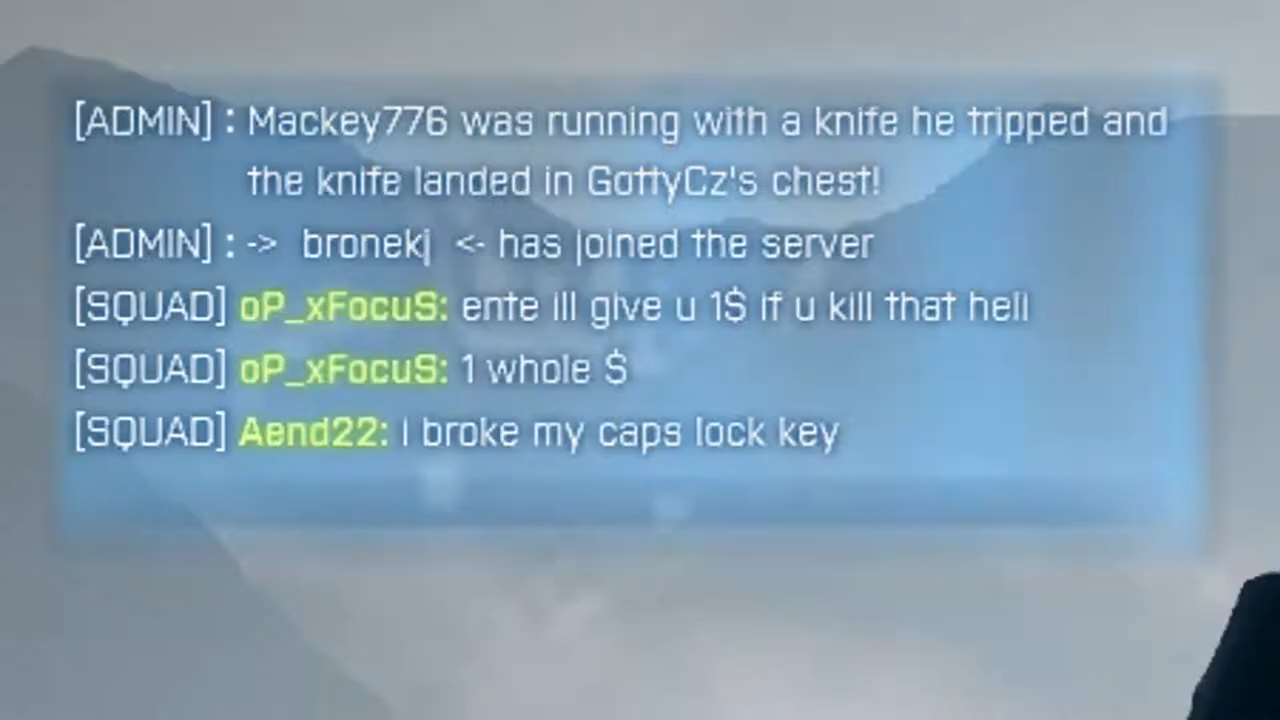 [ADMIN] : Mackey776 was running with a knife he tripped and
the knife landed in GottyCz's chest!
[ADMIN] : -> bronekj <- has joined the server
[SQUAD] oP_xFocuS: ente ill give u 1$ if u kill that heli
[SQUAD] oP_xFocuS: 1 whole $
[SQUAD] Aend22: i broke my caps lock key